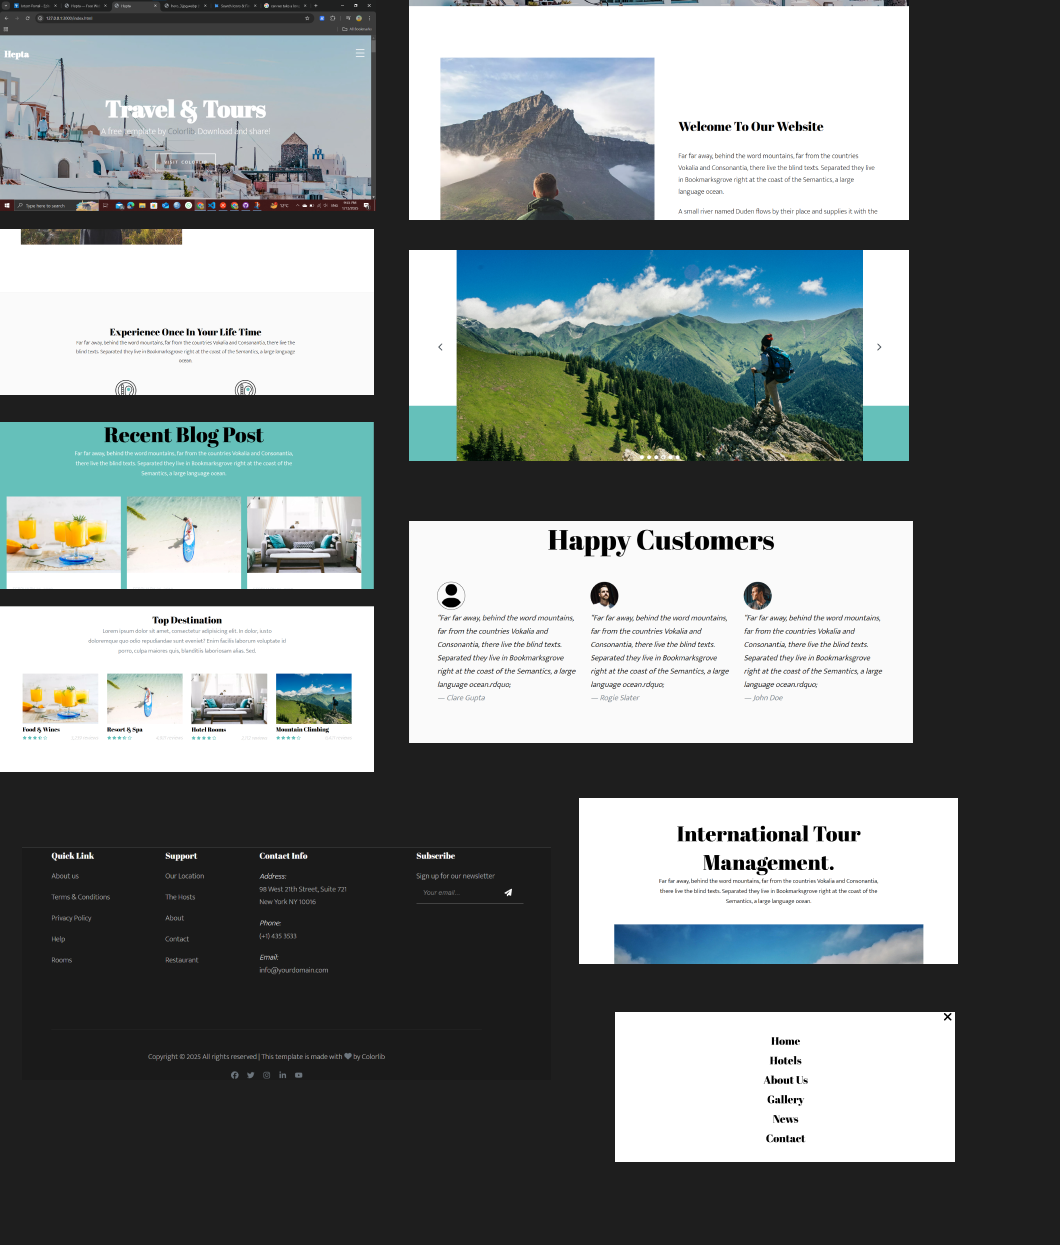 Hepta
127.0.0.1:3000/index.html
All Bookmarks
Hepta
Travel & Tours
A free template by Colorlib. Download and share!
VISIT COLORLIB
Type here to search
12°C
Welcome To Our Website
Far far away, behind the word mountains, far from the countries
Vokalia and Consonantia, there live the blind texts. Separated they live
in Bookmarksgrove right at the coast of the Semantics, a large
language ocean.
A small river named Duden flows by their place and supplies it with the
Experience Once In Your Life Time
Far far away, behind the word mountains, far from the countries Vokalia and Consonantia, there live the
blind texts. Separated they live in Bookmarksgrove right at the coast of the Semantics, a large language
ocean.
Recent Blog Post
Far far away, behind the word mountains, far from the countries Vokalia and Consonantia,
there live the blind texts. Separated they live in Bookmarksgrove right at the coast of the
Semantics, a large language ocean.
Happy Customers
"Far far away, behind the word mountains,
far from the countries Vokalia and
Consonantia, there live the blind texts.
Separated they live in Bookmarksgrove
right at the coast of the Semantics, a large
language ocean.rdquo;
— Clare Gupta
"Far far away, behind the word mountains,
far from the countries Vokalia and
Consonantia, there live the blind texts.
Separated they live in Bookmarksgrove
right at the coast of the Semantics, a large
language ocean.rdquo;
— Rogie Slater
"Far far away, behind the word mountains,
far from the countries Vokalia and
Consonantia, there live the blind texts.
Separated they live in Bookmarksgrove
right at the coast of the Semantics, a large
language ocean.rdquo;
— John Doe
Top Destination
Lorem ipsum dolor sit amet, consectetur adipisicing elit. In dolor, iusto
doloremque quo odio repudiandae sunt eveniet! Enim facilis laborum voluptate id
porro, culpa maiores quis, blanditiis laboriosam alias. Sed.
Food & Wines
Resort & Spa
Hotel Rooms
Mountain Climbing
International Tour
Management.
Far far away, behind the word mountains, far from the countries Vokalia and Consonantia,
there live the blind texts. Separated they live in Bookmarksgrove right at the coast of the
Semantics, a large language ocean.
Quick Link
About us
Terms & Conditions
Privacy Policy
Help
Rooms
Support
Our Location
The Hosts
About
Contact
Restaurant
Contact Info
Address:
98 West 21th Street, Suite 721
New York NY 10016
Phone:
(+1) 435 3533
Email:
info@yourdomain.com
Subscribe
Sign up for our newsletter
Your email...
Copyright © 2025 All rights reserved | This template is made with by Colorlib
Home
Hotels
About Us
Gallery
News
Contact